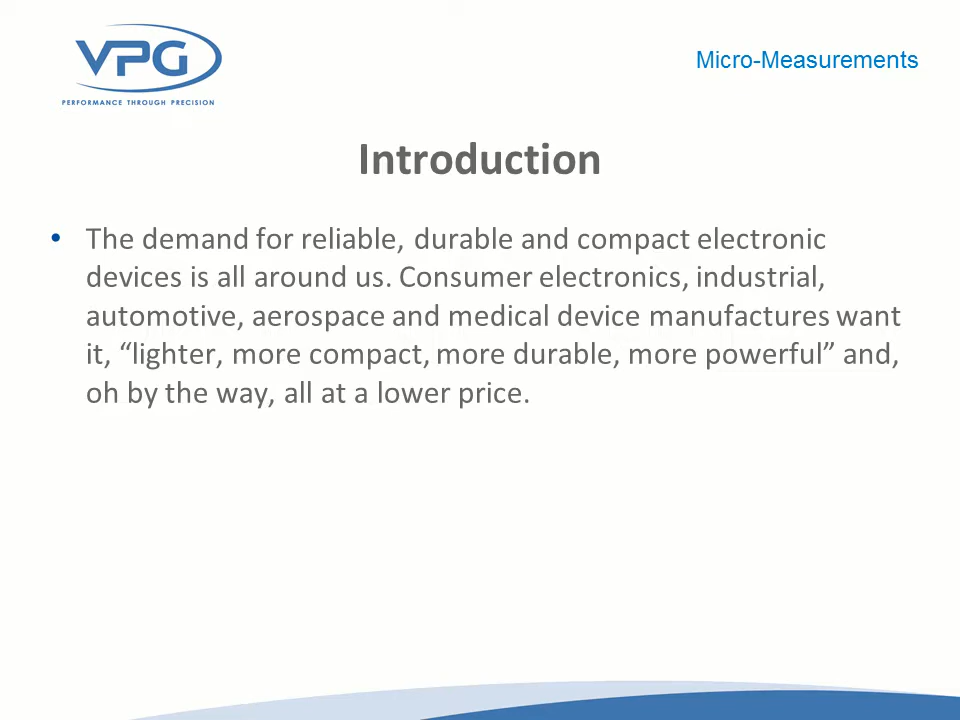 VPG
PERFORMANCE THROUGH PRECISION
Micro-Measurements
Introduction
• The demand for reliable, durable and compact electronic
devices is all around us. Consumer electronics, industrial,
automotive, aerospace and medical device manufactures want
it, “lighter, more compact, more durable, more powerful” and,
oh by the way, all at a lower price.